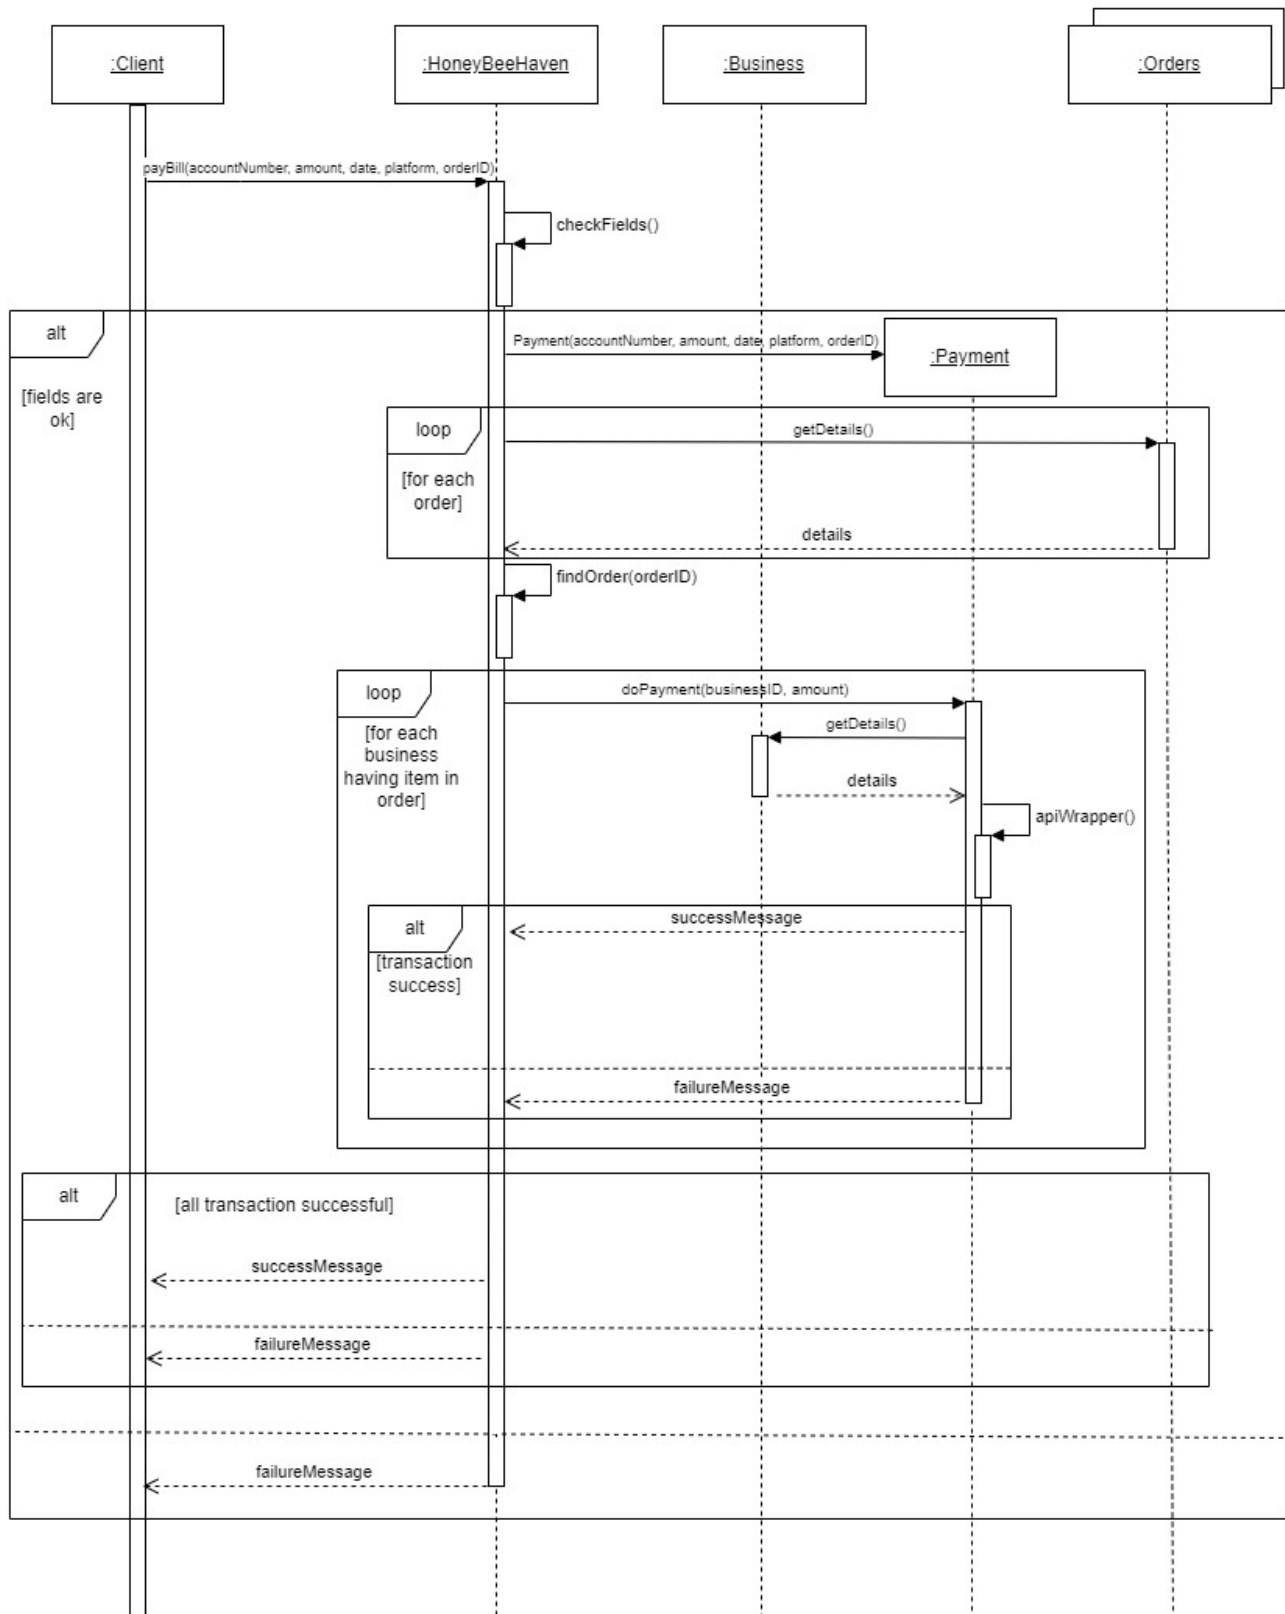 :Client
:HoneyBeeHaven
:Business
:Orders
payBill(accountNumber, amount, date, platform, orderID)
checkFields()
alt
[fields are
ok]
Payment(accountNumber, amount, date, platform, orderID)
:Payment
loop
[for each
order]
getDetails()
details
findOrder(orderID)
loop
[for each
business
having item in
order]
doPayment(businessID, amount)
getDetails()
details
apiWrapper()
alt
[transaction
success]
successMessage
failureMessage
alt
[all transaction successful]
successMessage
failureMessage
failureMessage